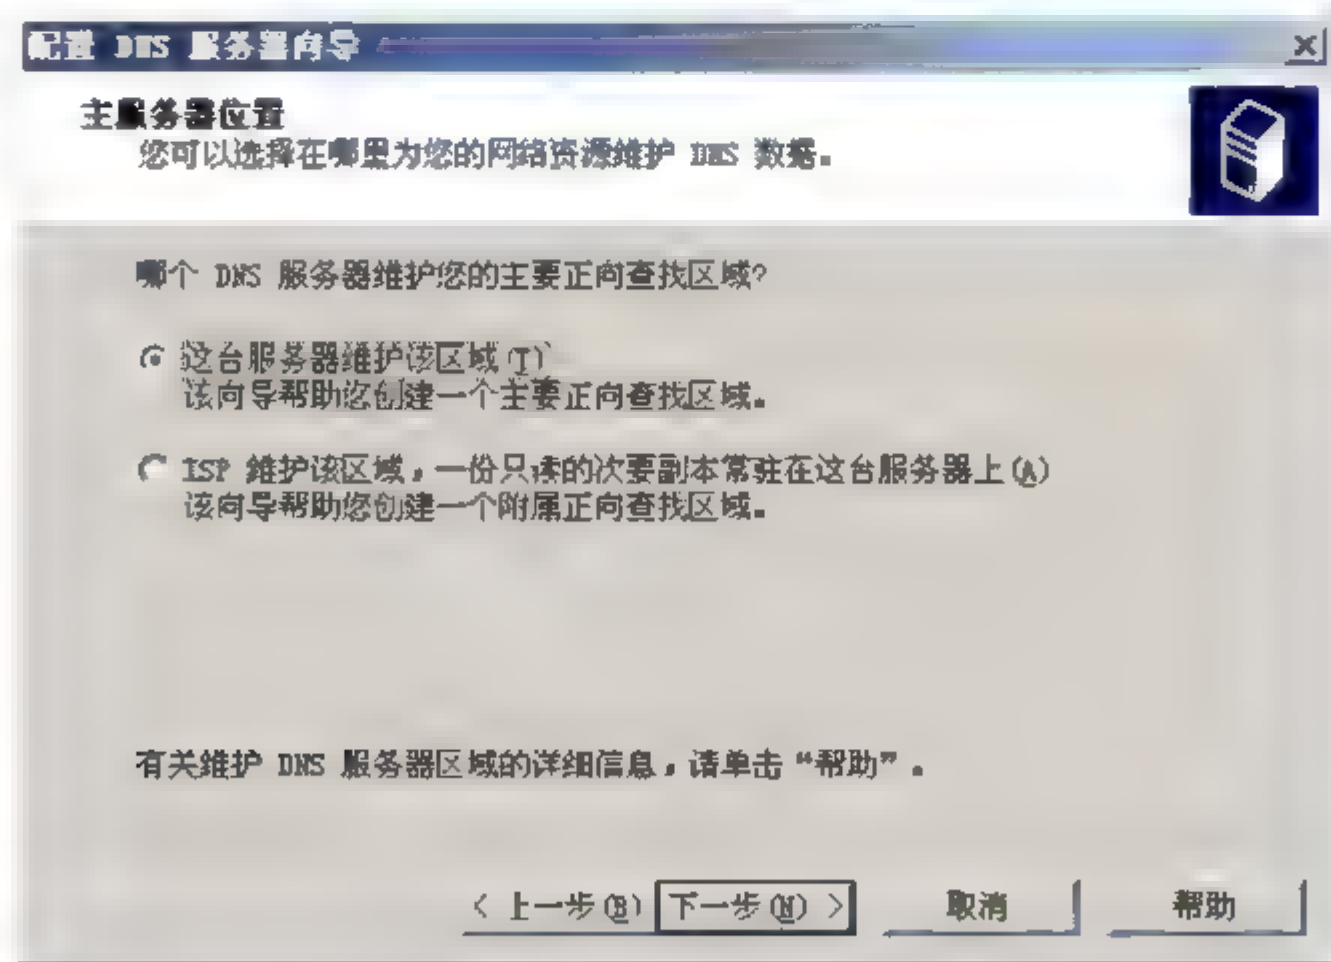 配置 DNS 服务器向导
主服务器位置
您可以选择在哪里为您的网络资源维护 DNS 数据。
哪个 DNS 服务器维护您的主要正向查找区域?
这台服务器维护该区域(T)
该向导帮助您创建一个主要正向查找区域。
ISP 维护该区域，一份只读的次要副本常驻在这台服务器上(A)
该向导帮助您创建一个附属正向查找区域。
有关维护 DNS 服务器区域的详细信息，请单击“帮助”。
< 上一步(B) 下一步(N) > 取消 帮助